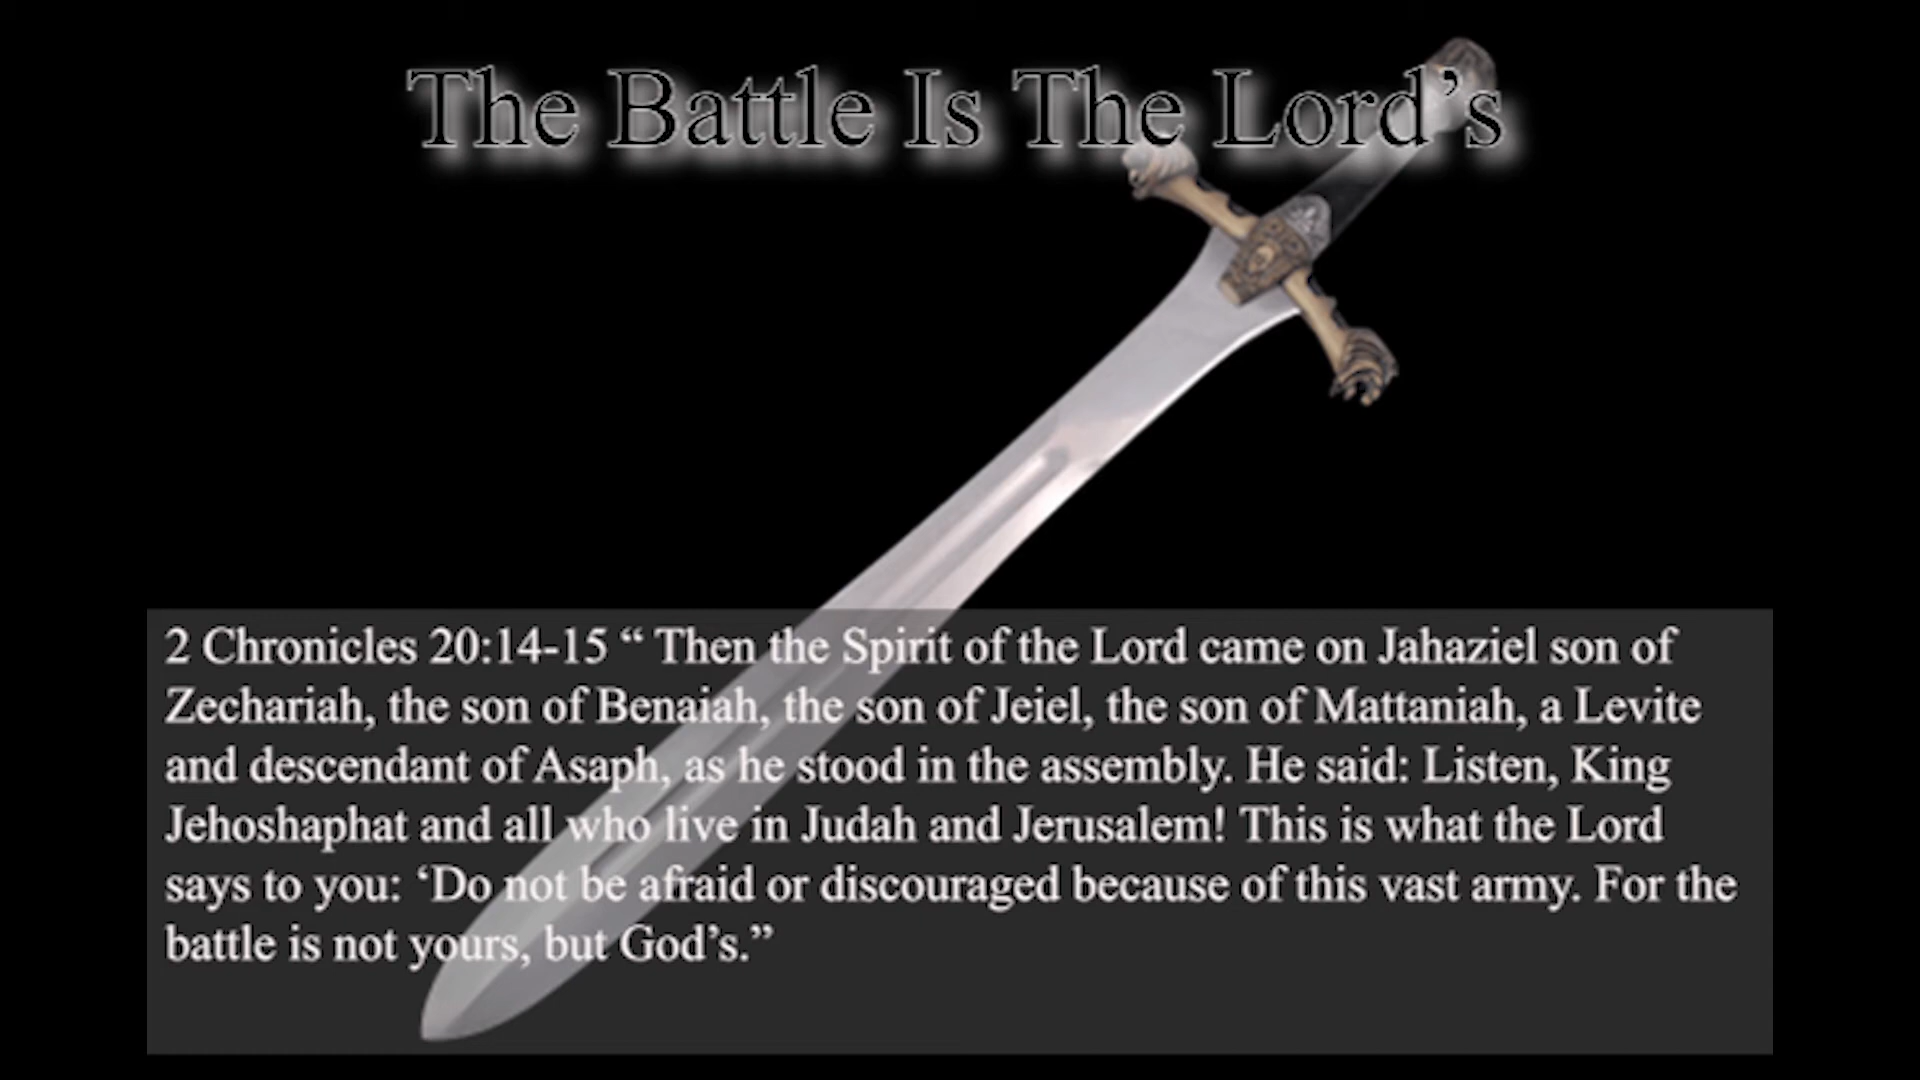 The Battle Is The Lord’s
2 Chronicles 20:14-15 “ Then the Spirit of the Lord came on Jahaziel son of
Zechariah, the son of Benaiah, the son of Jeiel, the son of Mattaniah, a Levite
and descendant of Asaph, as he stood in the assembly. He said: Listen, King
Jehoshaphat and all who live in Judah and Jerusalem! This is what the Lord
says to you: ‘Do not be afraid or discouraged because of this vast army. For the
battle is not yours, but God’s.”